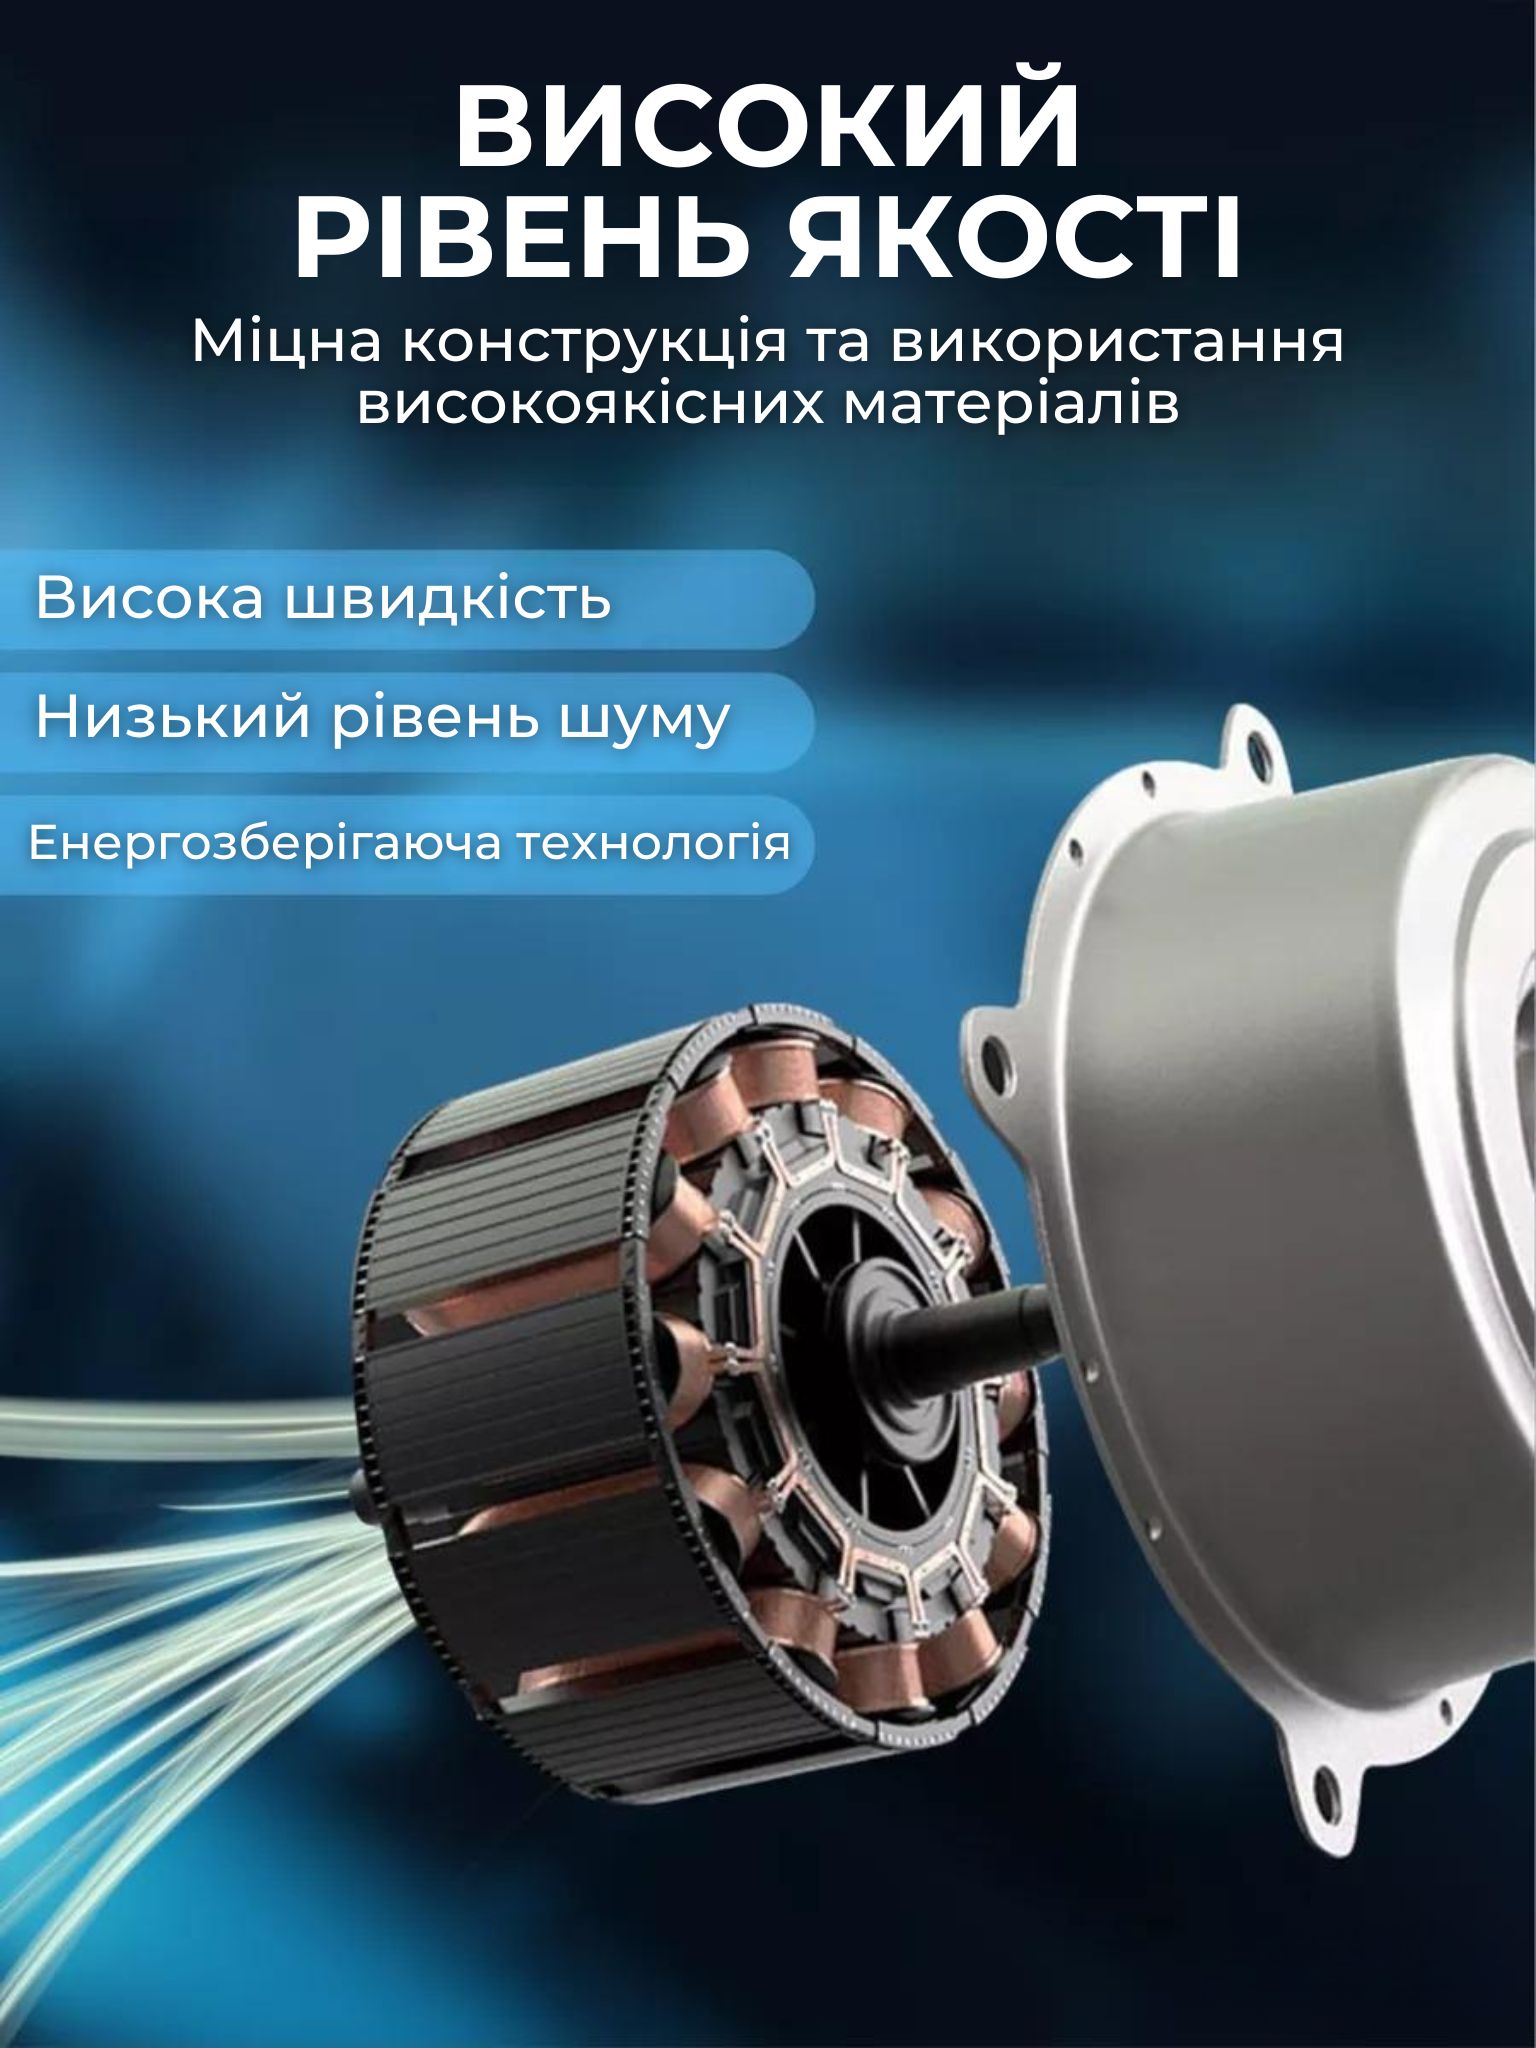 ВИСОКИЙ
РІВЕНЬ ЯКОСТІ
Міцна конструкція та використання
високоякісних матеріалів
Висока швидкість
Низький рівень шуму
Енергозберігаюча технологія